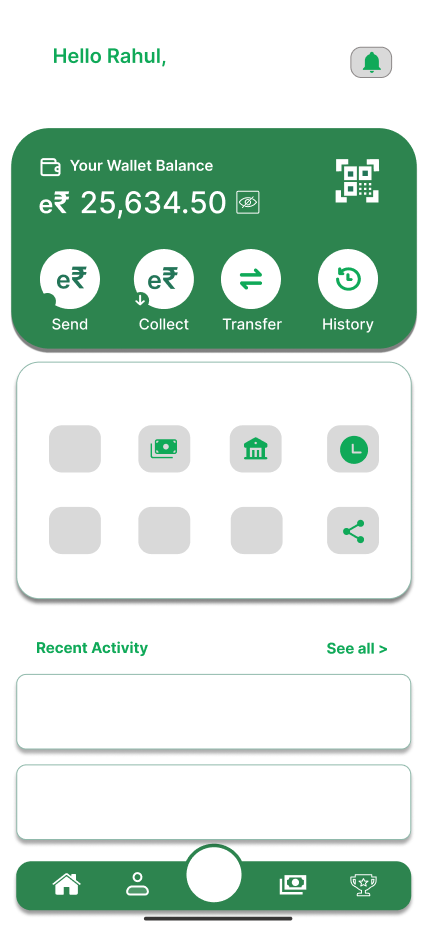 Hello Rahul,
Your Wallet Balance
e₹ 25,634.50
e₹ e₹
Send Collect Transfer History
Recent Activity See all >